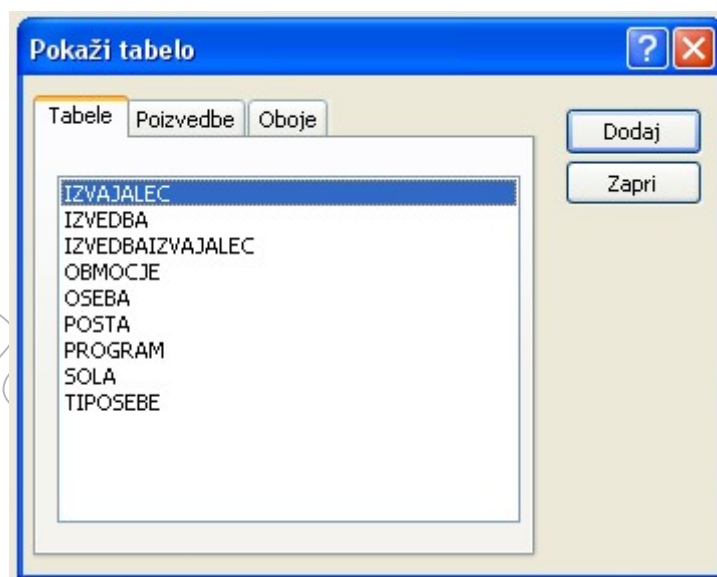 Pokaži tabelo
Tabele Poizvedbe Oboje
Dodaj
Zapri
IZVAJALEC
IZVEDBA
IZVEDBAIZVAJALEC
OBMOCJE
OSEBA
POSTA
PROGRAM
SOLA
TIPOSEBE